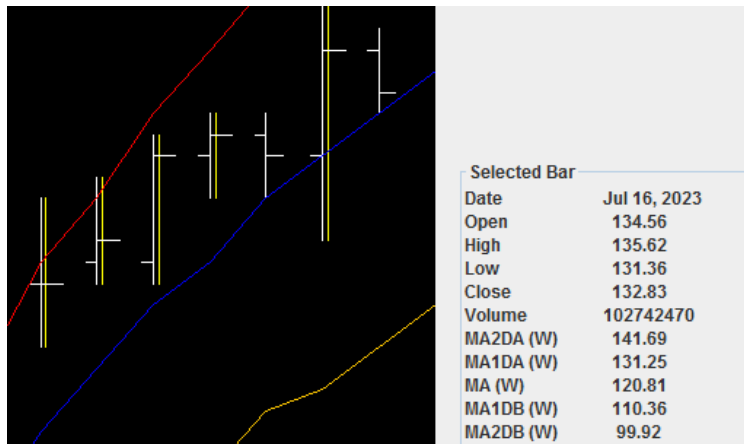 Selected Bar
Date Jul 16, 2023
Open 134.56
High 135.62
Low 131.36
Close 132.83
Volume 102742470
MA2DA (W) 141.69
MA1DA (W) 131.25
MA (W) 120.81
MA1DB (W) 110.36
MA2DB (W) 99.92